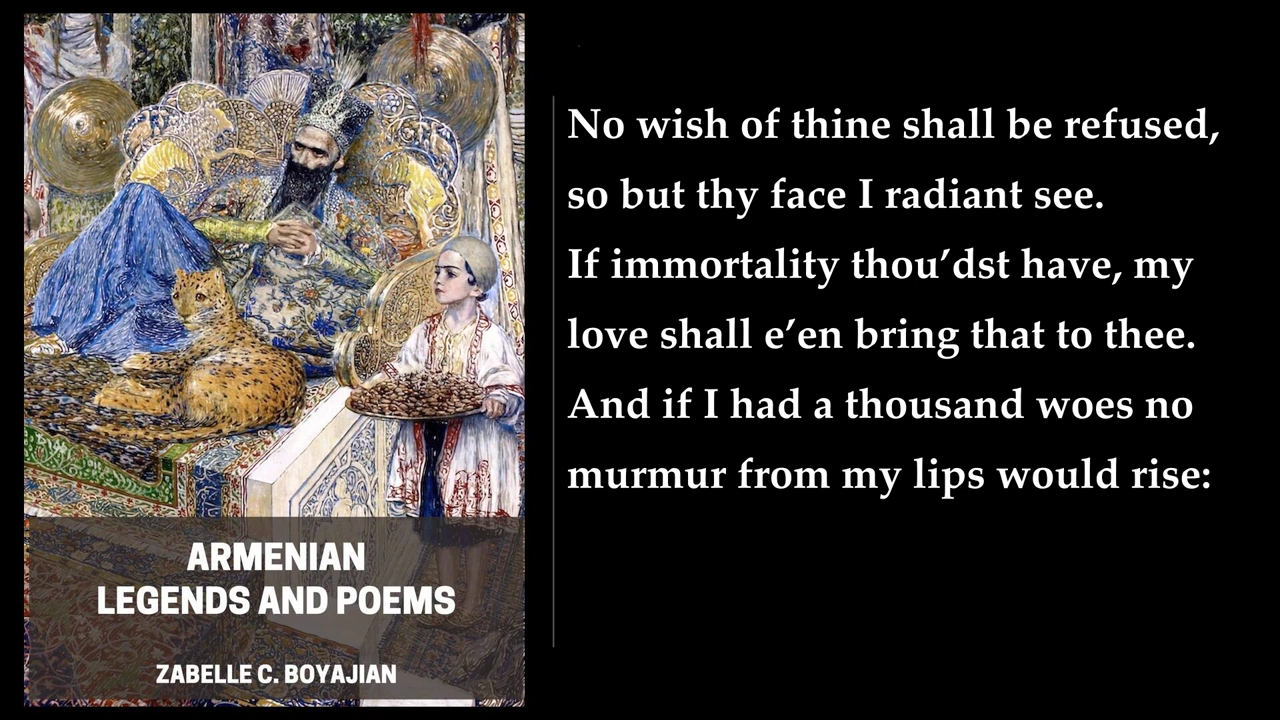 No wish of thine shall be refused,
so but thy face I radiant see.
If immortality thou’dst have, my
love shall e’en bring that to thee.
And if I had a thousand woes no
murmur from my lips would rise:
ARMENIAN
LEGENDS AND POEMS
ZABELLE C. BOYAJIAN